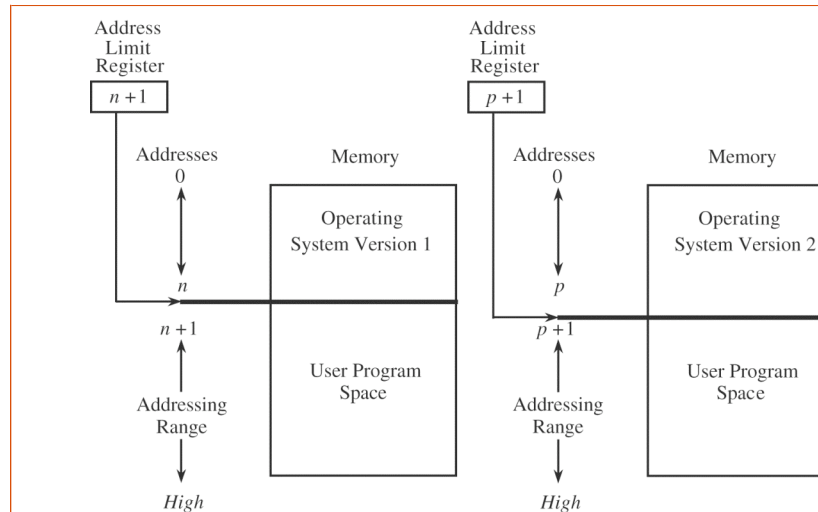 Address
Limit
Register
n + 1
Addresses
0
n
n + 1
Addressing
Range
High
Memory
Operating
System Version 1
User Program
Space
Address
Limit
Register
p + 1
Addresses
0
p
p + 1
Addressing
Range
High
Memory
Operating
System Version 2
User Program
Space